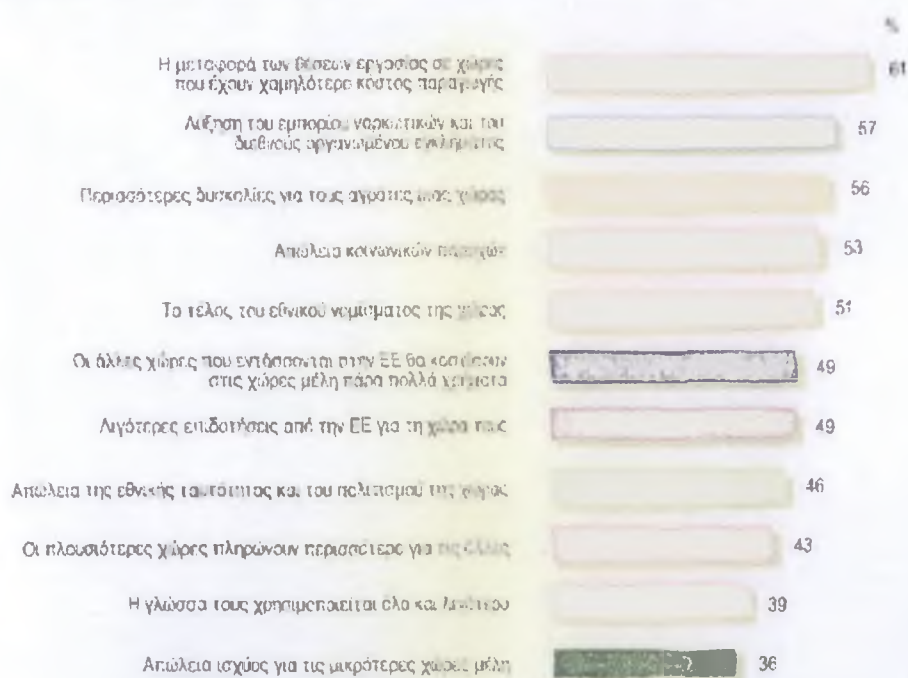 %
Η μεταφορά των θέσεων εργασίας σε χώρες
που έχουν χαμηλότερο κόστος παραγωγής
61
Αύξηση του εμπορίου ναρκωτικών και του
διεθνούς οργανωμένου εγκλήματος
57
Περισσότερες δυσκολίες για τους αγρότες μιας χώρας
56
Απώλεια κοινωνικών παροχών
53
Το τέλος του εθνικού νομίσματος της χώρας
51
Οι άλλες χώρες που εντάσσονται στην ΕΕ θα κοστίσουν
στις χώρες μέλη πάρα πολλά χρήματα
49
Λιγότερες επιδοτήσεις από την ΕΕ για τη χώρα τους
49
Απώλεια της εθνικής ταυτότητας και του πολιτισμού της χώρας
46
Οι πλουσιότερες χώρες πληρώνουν περισσότερο για τις άλλες
43
Η γλώσσα τους χρησιμοποιείται όλο και λιγότερο
39
Απώλεια ισχύος για τις μικρότερες χώρες μέλη
36